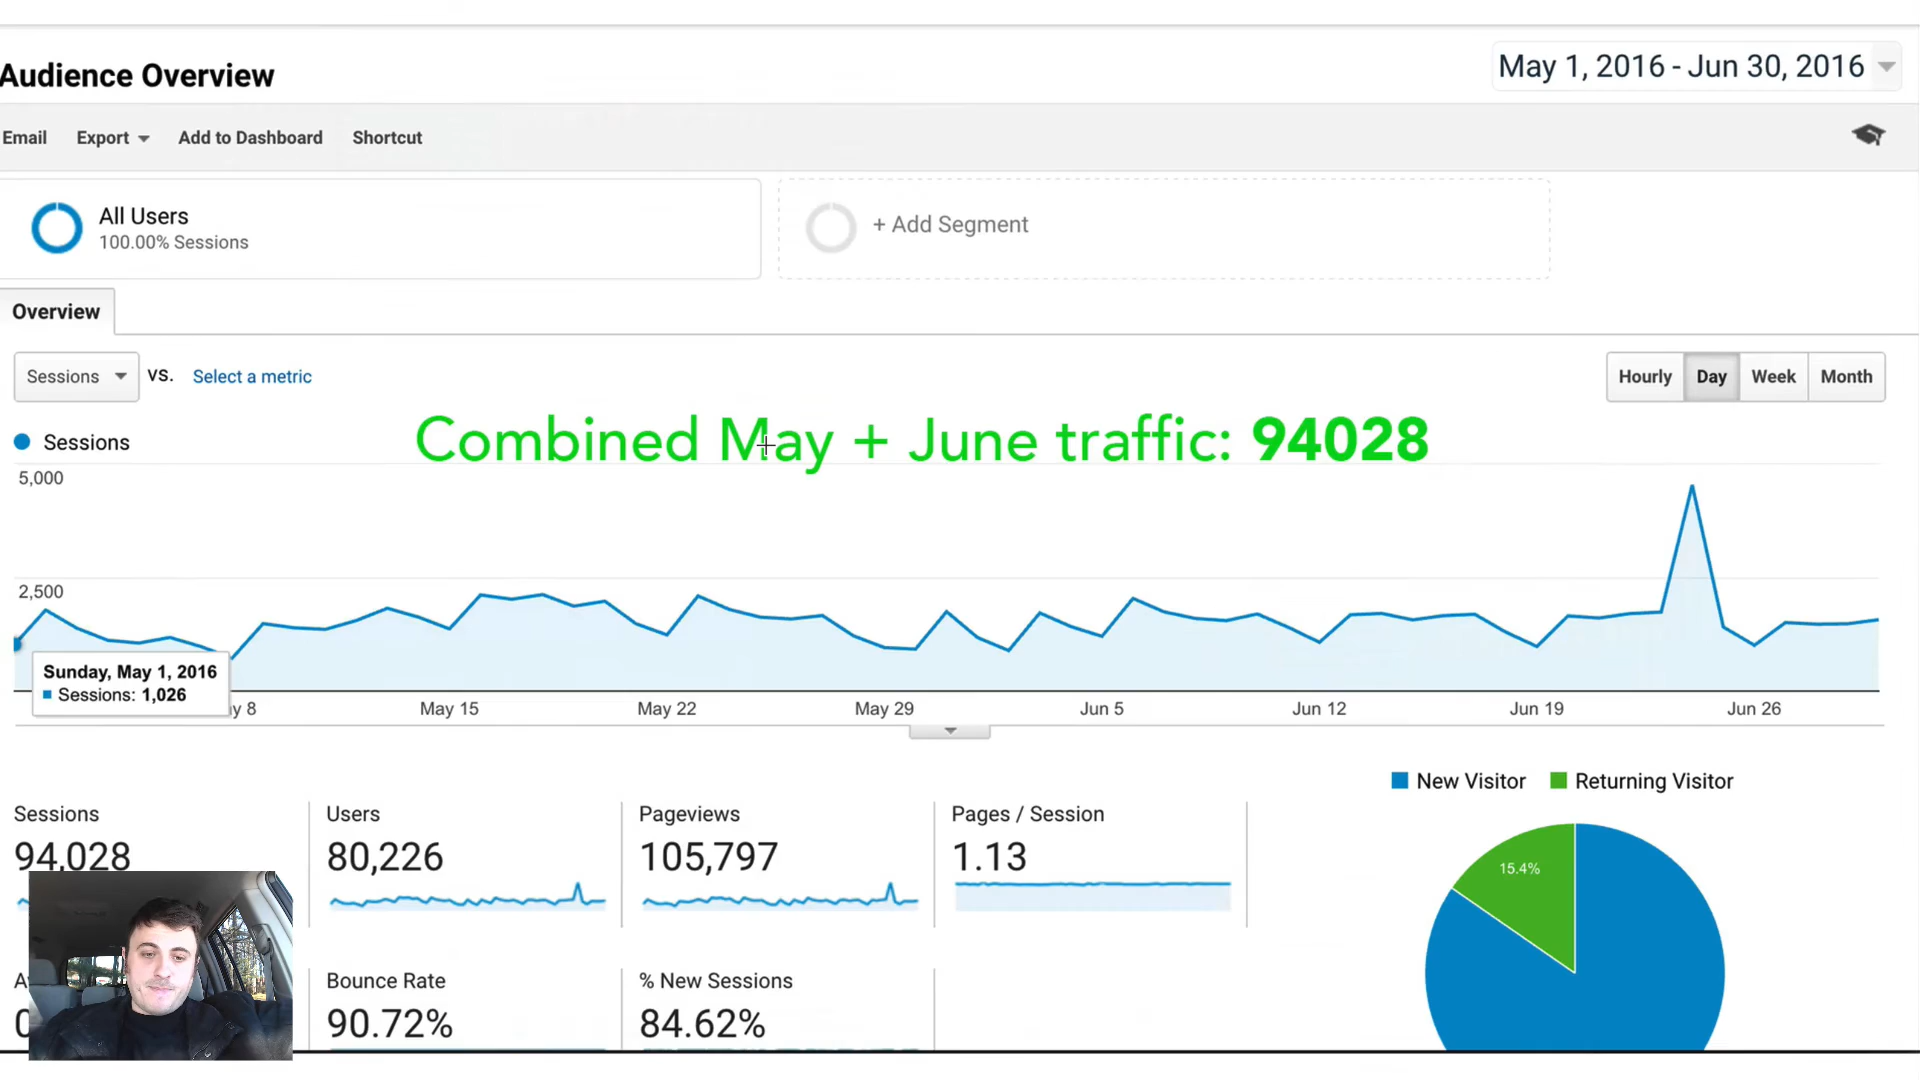 Audience Overview
May 1, 2016 - Jun 30, 2016
Email Export Add to Dashboard Shortcut
All Users
100.00% Sessions
+ Add Segment
Overview
Sessions VS. Select a metric
Hourly Day Week Month
Combined May + June traffic: 94028
Sessions
5,000
2,500
Sunday, May 1, 2016
Sessions: 1,026
8 May 15 May 22 May 29 Jun 5 Jun 12 Jun 19 Jun 26
New Visitor Returning Visitor
Sessions Users Pageviews Pages / Session
94,028 80,226 105,797 1.13
15.4%
Bounce Rate % New Sessions
90.72% 84.62%